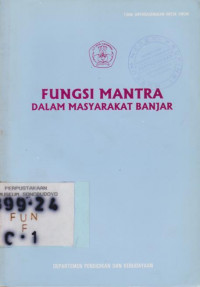 FUNGSI MANTRA
DALAM MASYARAKAT BANJAR
PERPUSTAKAAN
899.24
FUN
F
C-1
DEPARTEMEN PENDIDIKAN DAN KEBUDAYAAN